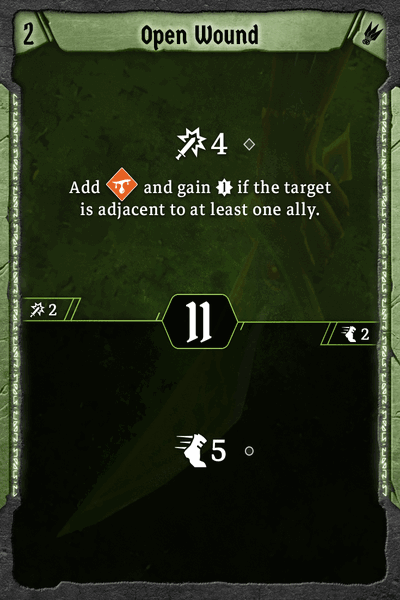 2
Open Wound
4
Add and gain if the target
is adjacent to at least one ally.
2
11
2
5